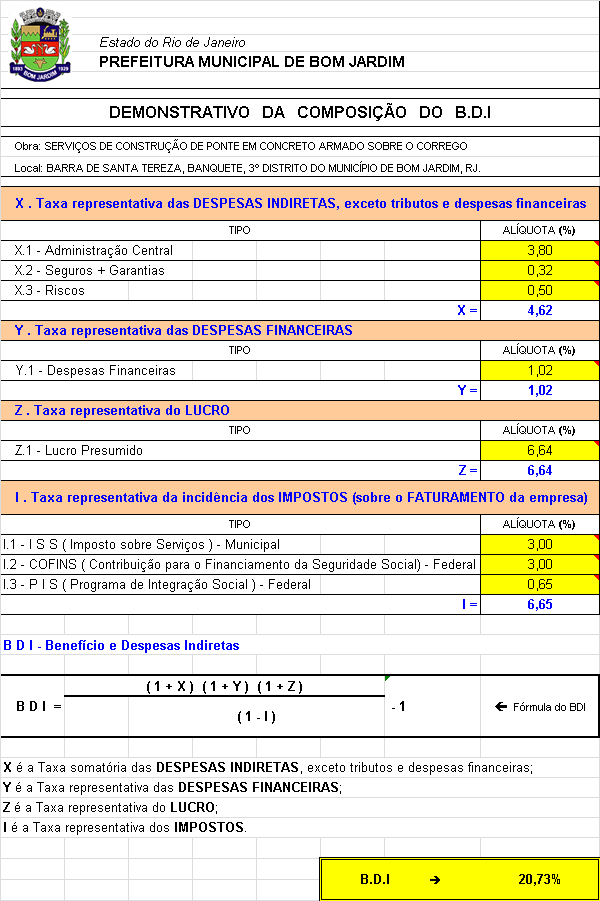 BOM JARDIM
1893 1929
Estado do Rio de Janeiro
PREFEITURA MUNICIPAL DE BOM JARDIM
DEMONSTRATIVO DA COMPOSIÇÃO DO B.D.I
Obra: SERVIÇOS DE CONSTRUÇÃO DE PONTE EM CONCRETO ARMADO SOBRE O CORREGO
Local: BARRA DE SANTA TEREZA, BANQUETE, 3º DISTRITO DO MUNICÍPIO DE BOM JARDIM, RJ.
X . Taxa representativa das DESPESAS INDIRETAS, exceto tributos e despesas financeiras
TIPO ALÍQUOTA (%)
X.1 - Administração Central 3,80
X.2 - Seguros + Garantias 0,32
X.3 - Riscos 0,50
X = 4,62
Y . Taxa representativa das DESPESAS FINANCEIRAS
TIPO ALÍQUOTA (%)
Y.1 - Despesas Financeiras 1,02
Y = 1,02
Z . Taxa representativa do LUCRO
TIPO ALÍQUOTA (%)
Z.1 - Lucro Presumido 6,64
Z = 6,64
I . Taxa representativa da incidência dos IMPOSTOS (sobre o FATURAMENTO da empresa)
TIPO ALÍQUOTA (%)
I.1 - I S S ( Imposto sobre Serviços ) - Municipal 3,00
I.2 - COFINS ( Contribuição para o Financiamento da Seguridade Social) - Federal 3,00
I.3 - P I S ( Programa de Integração Social ) - Federal 0,65
I = 6,65
B D I - Benefício e Despesas Indiretas
( 1 + X ) ( 1 + Y ) ( 1 + Z )
B D I = - 1 ← Fórmula do BDI
( 1 - I )
X é a Taxa somatória das DESPESAS INDIRETAS, exceto tributos e despesas financeiras;
Y é a Taxa representativa das DESPESAS FINANCEIRAS;
Z é a Taxa representativa do LUCRO;
I é a Taxa representativa dos IMPOSTOS.
B.D.I → 20,73%